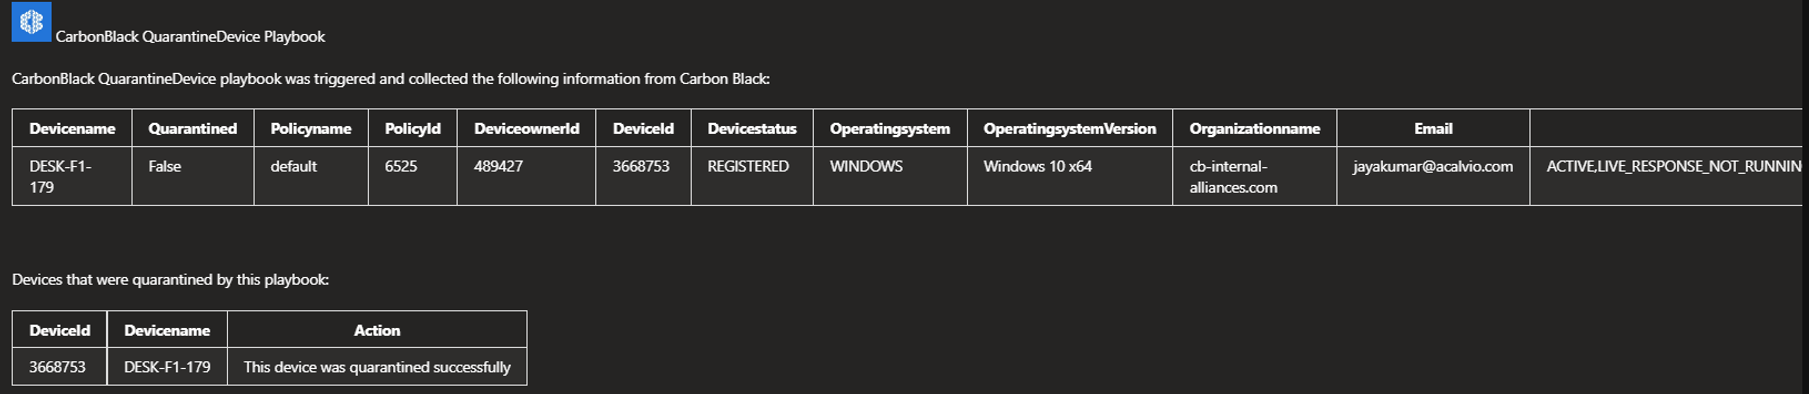 CarbonBlack QuarantineDevice Playbook
CarbonBlack QuarantineDevice playbook was triggered and collected the following information from Carbon Black:
Devicename Quarantined Policyname PolicyId DeviceownerId DeviceId Devicestatus Operatingsystem OperatingsystemVersion Organizationname Email
DESK-F1- False default 6525 489427 3668753 REGISTERED WINDOWS Windows 10 x64 cb-internal- jayakumar@acalvio.com ACTIVE,LIVE_RESPONSE_NOT_RUNNIN
179 alliances.com
Devices that were quarantined by this playbook:
DeviceId Devicename Action
3668753 DESK-F1-179 This device was quarantined successfully